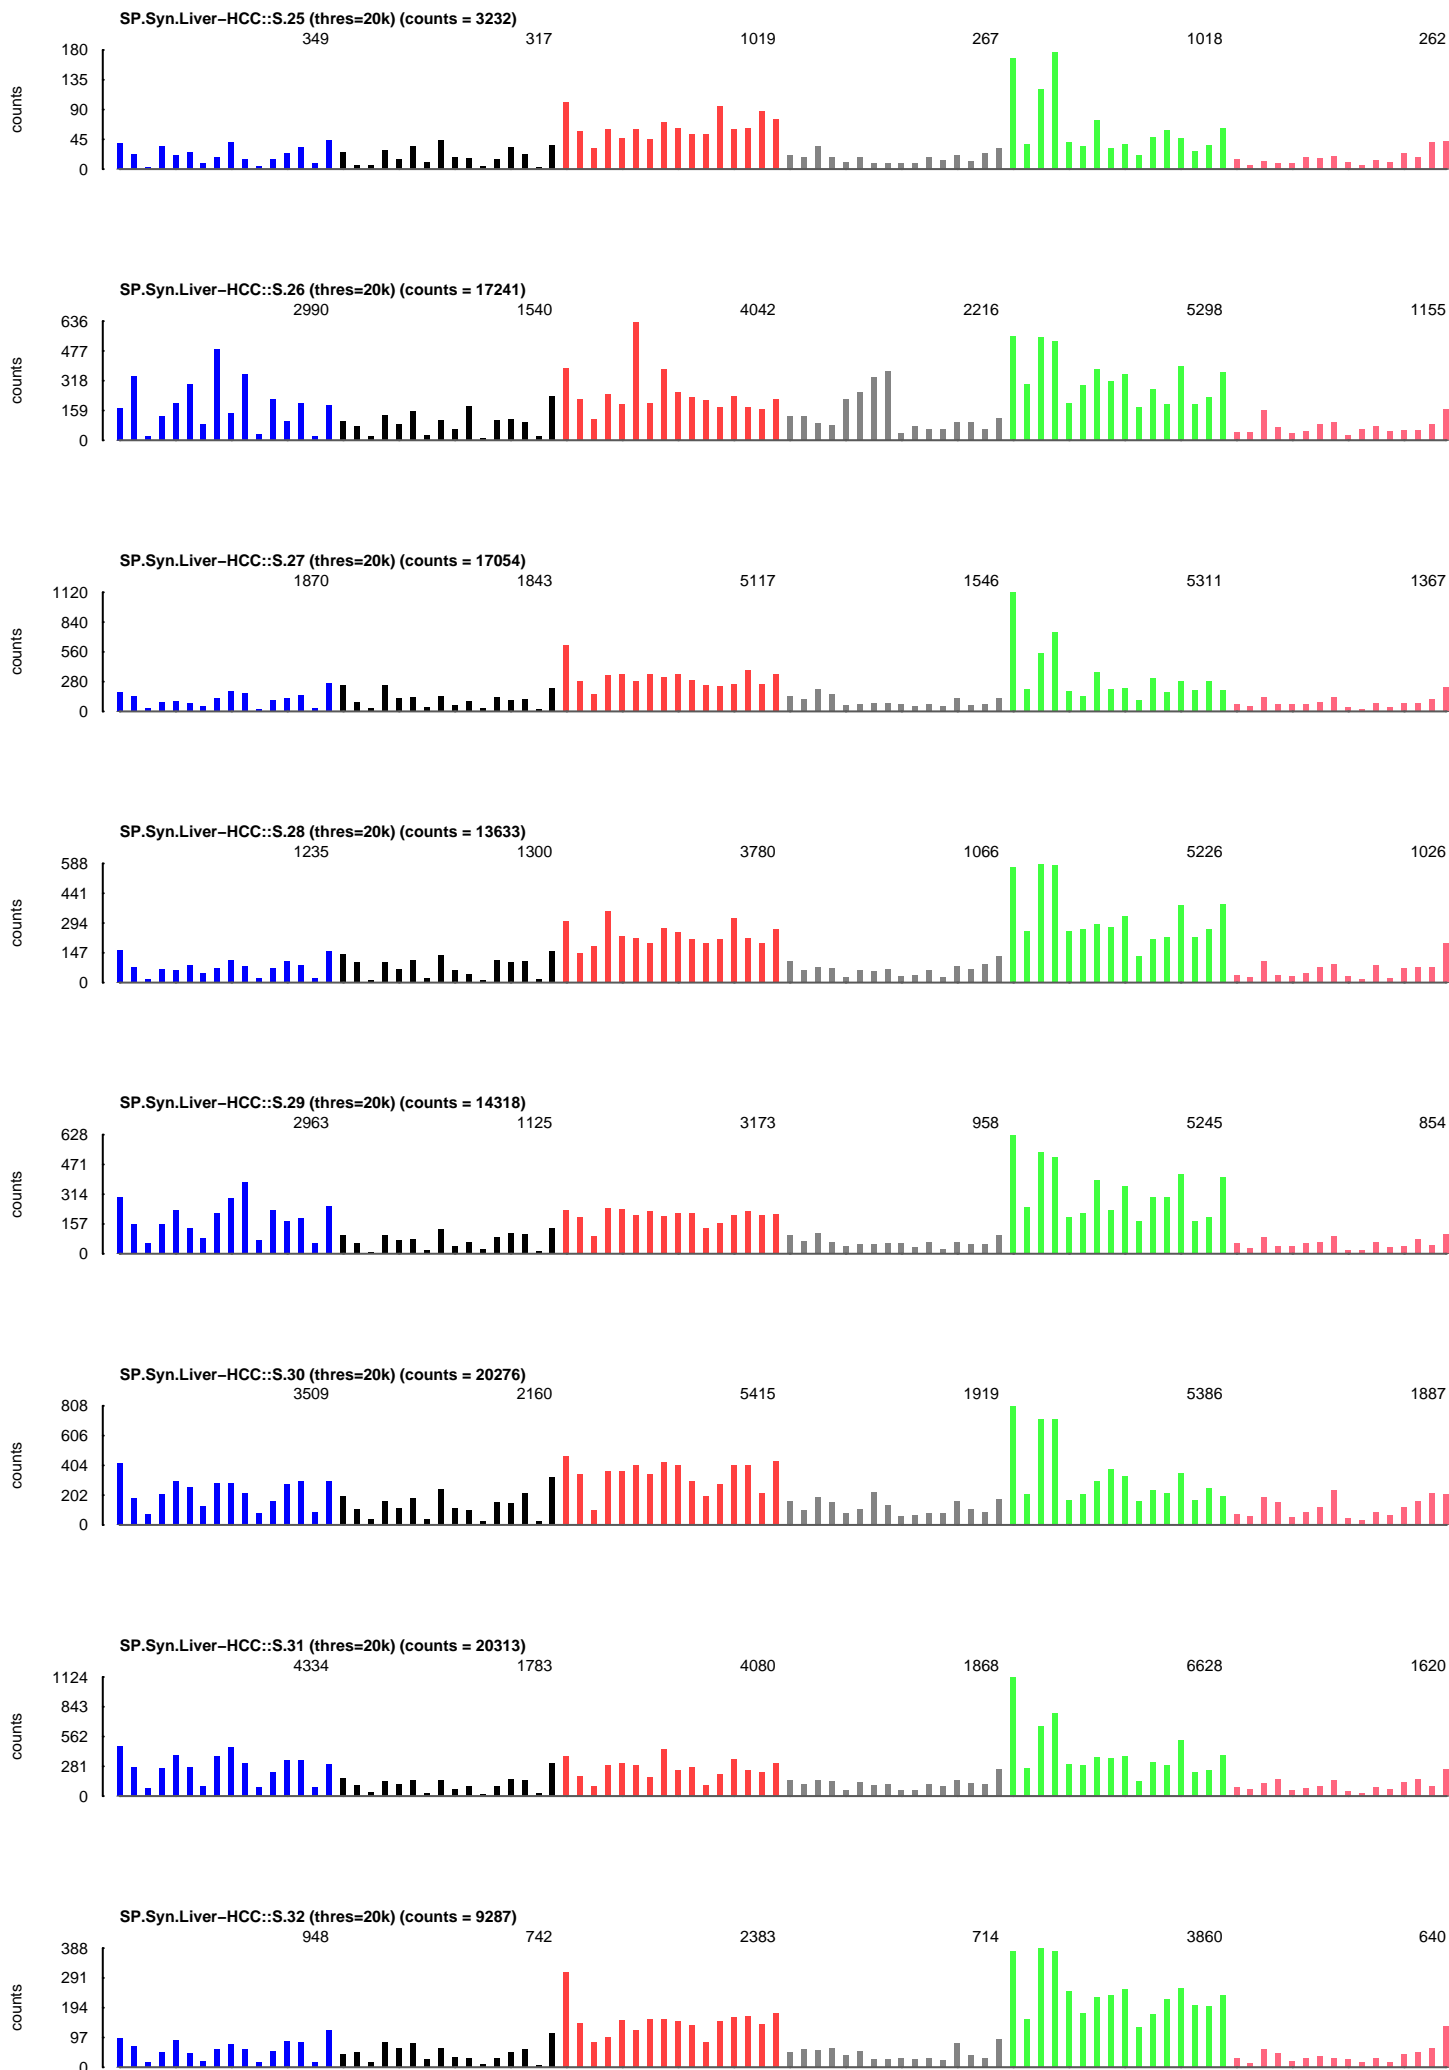 SP.Syn.Liver−HCC::S.25 (thres=20k) (counts = 3232)
349 317 1019 267 1018 262
180
135
90
45
0
counts
SP.Syn.Liver−HCC::S.26 (thres=20k) (counts = 17241)
2990 1540 4042 2216 5298 1155
636
477
318
159
0
counts
SP.Syn.Liver−HCC::S.27 (thres=20k) (counts = 17054)
1870 1843 5117 1546 5311 1367
1120
840
560
280
0
counts
SP.Syn.Liver−HCC::S.28 (thres=20k) (counts = 13633)
1235 1300 3780 1066 5226 1026
588
441
294
147
0
counts
SP.Syn.Liver−HCC::S.29 (thres=20k) (counts = 14318)
2963 1125 3173 958 5245 854
628
471
314
157
0
counts
SP.Syn.Liver−HCC::S.30 (thres=20k) (counts = 20276)
3509 2160 5415 1919 5386 1887
808
606
404
202
0
counts
SP.Syn.Liver−HCC::S.31 (thres=20k) (counts = 20313)
4334 1783 4080 1868 6628 1620
1124
843
562
281
0
counts
SP.Syn.Liver−HCC::S.32 (thres=20k) (counts = 9287)
948 742 2383 714 3860 640
388
291
194
97
0
counts